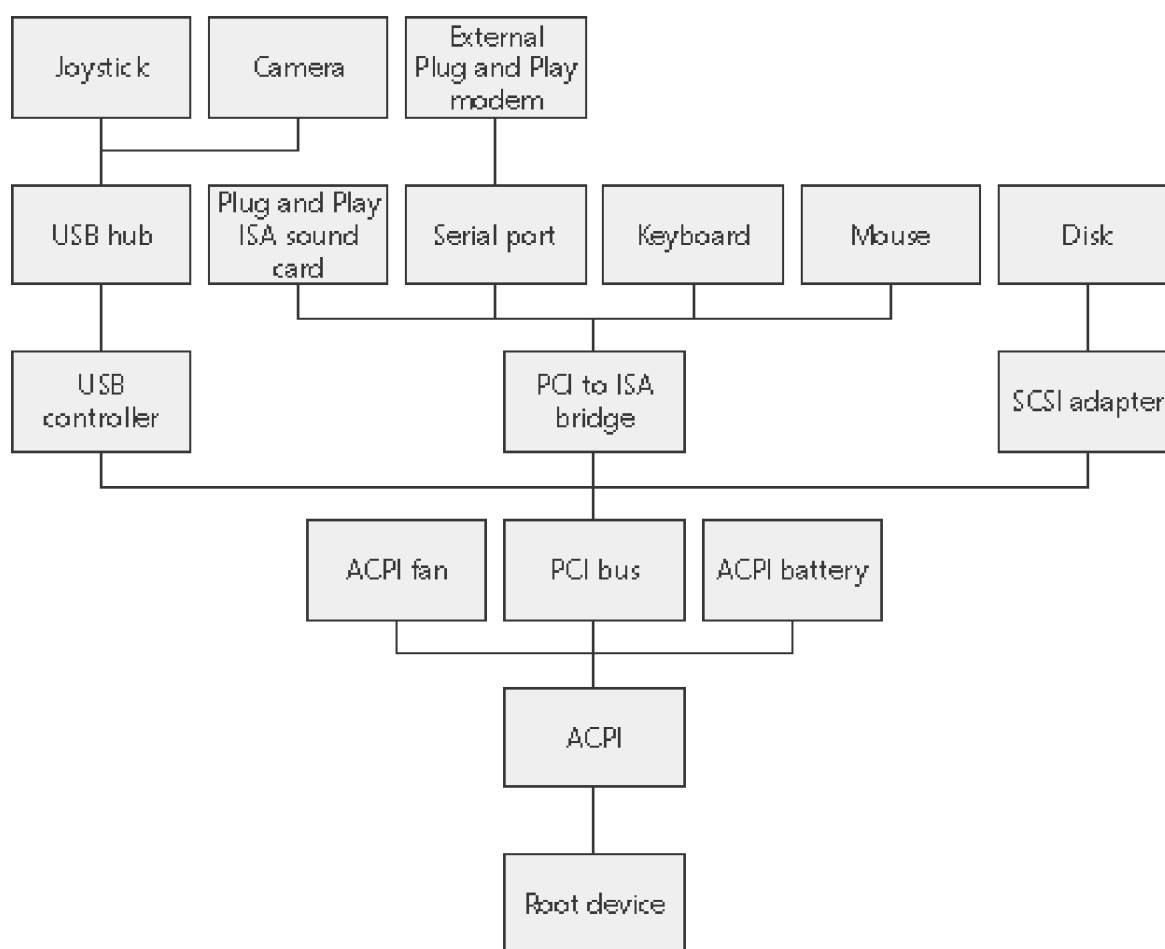 Joystick
Camera
External
Plug and Play
modem
USB hub
Plug and Play
ISA sound
card
Serial port
Keyboard
Mouse
Disk
USB
controller
PCI to ISA
bridge
SCSI adapter
ACPI fan
PCI bus
ACPI battery
ACPI
Root device